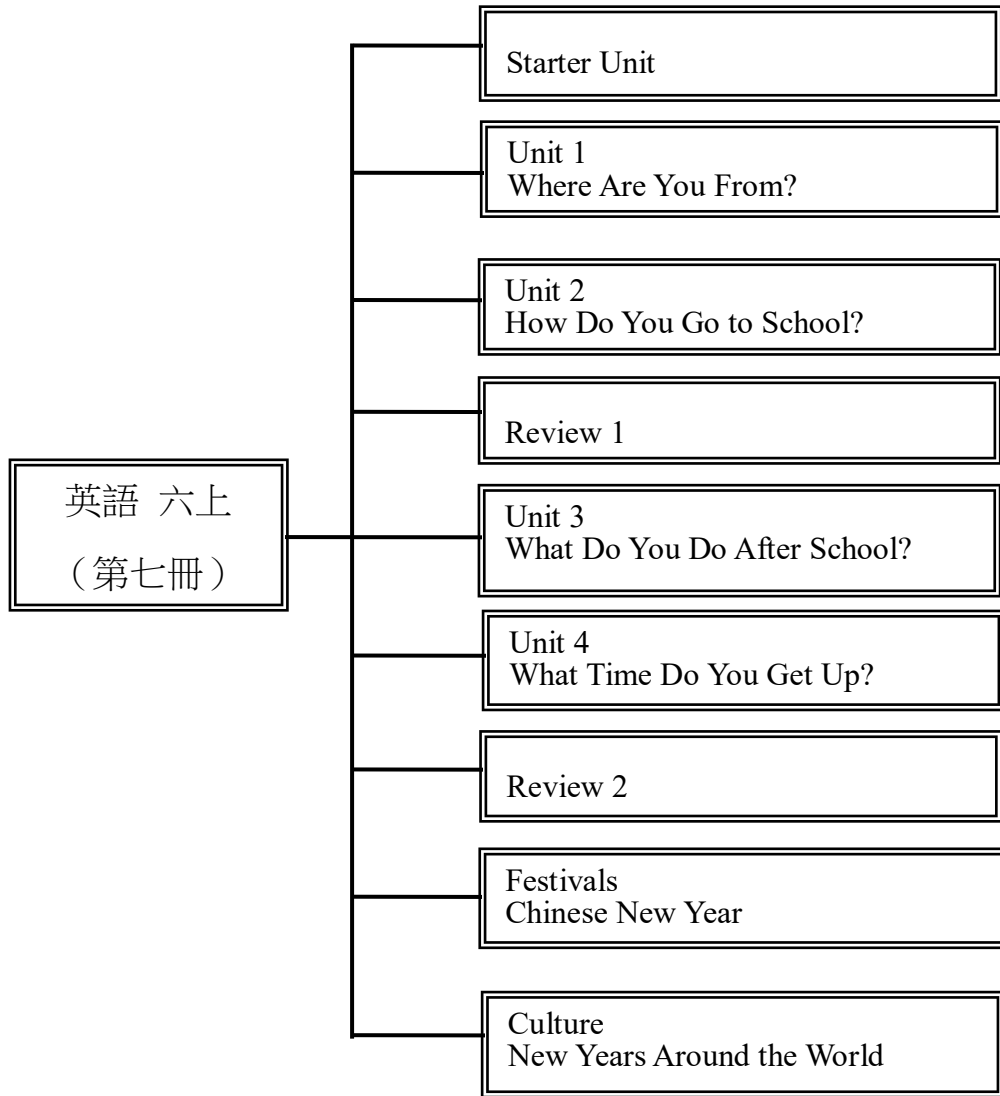 Starter Unit
Unit 1
Where Are You From?
Unit 2
How Do You Go to School?
Review 1
英語 六上
（第七冊）
Unit 3
What Do You Do After School?
Unit 4
What Time Do You Get Up?
Review 2
Festivals
Chinese New Year
Culture
New Years Around the World